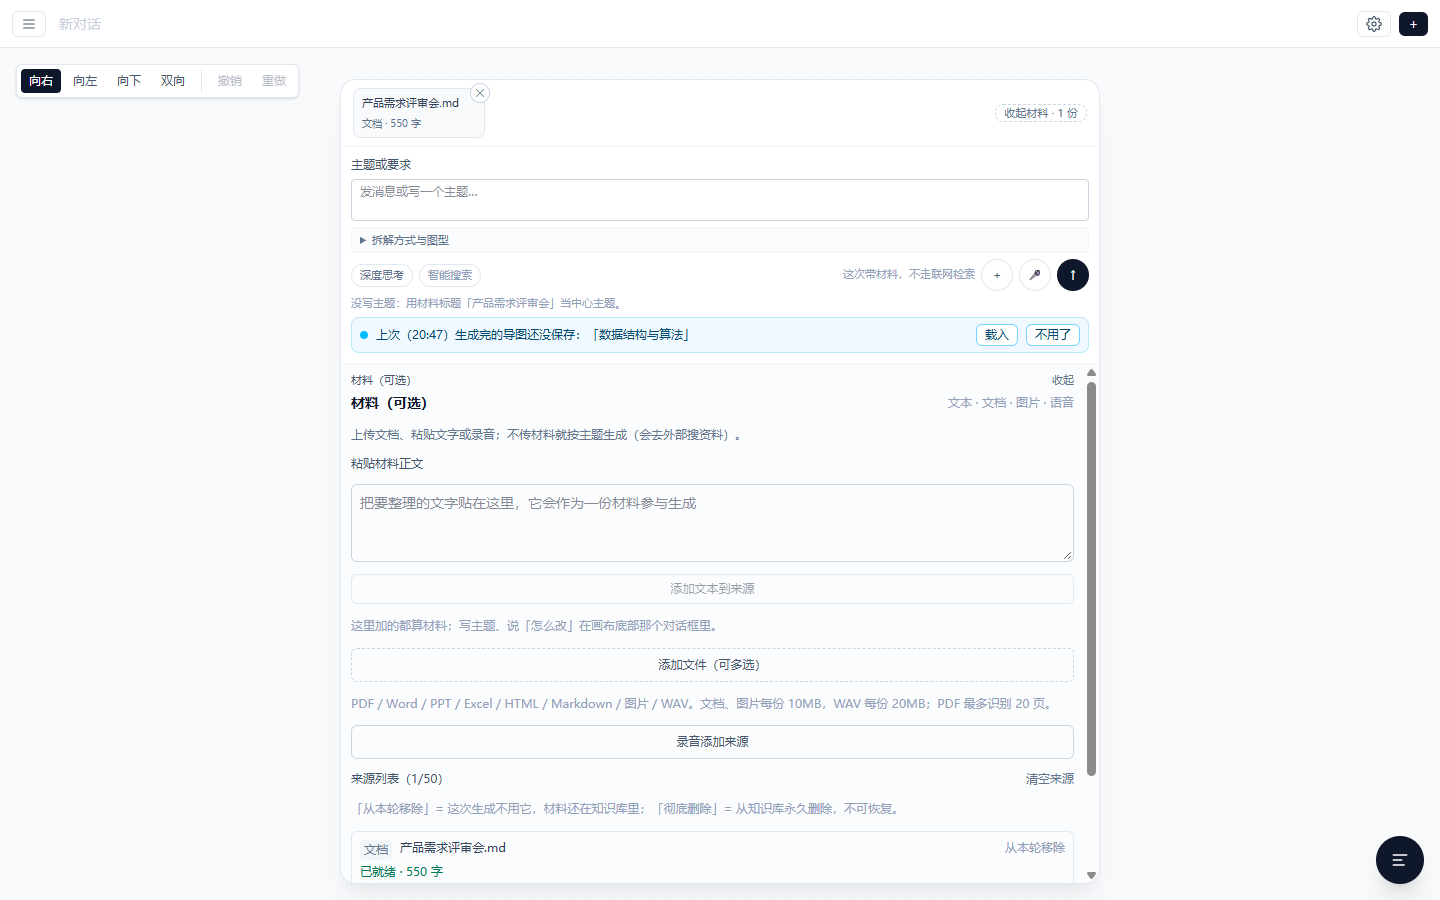 新对话
+
向右 向左 向下 双向 撤销 重做
产品需求评审会.md
文档 · 550 字
收起材料 · 1 份
主题或要求
发消息或写一个主题...
拆解方式与图型
深度思考 智能搜索 这次带材料，不走联网检索 +
没写主题：用材料标题「产品需求评审会」当中心主题。
上次（20:47）生成完的导图还没保存：「数据结构与算法」 载入 不用了
材料（可选） 收起
材料（可选） 文本 · 文档 · 图片 · 语音
上传文档、粘贴文字或录音；不传材料就按主题生成（会去外部搜资料）。
粘贴材料正文
把要整理的文字贴在这里，它会作为一份材料参与生成
添加文本到来源
这里加的都算材料；写主题、说「怎么改」在画布底部那个对话框里。
添加文件（可多选）
PDF / Word / PPT / Excel / HTML / Markdown / 图片 / WAV。文档、图片每份 10MB，WAV 每份 20MB；PDF 最多识别 20 页。
录音添加来源
来源列表（1/50） 清空来源
「从本轮移除」= 这次生成不用它，材料还在知识库里；「彻底删除」= 从知识库永久删除，不可恢复。
文档 产品需求评审会.md 从本轮移除
已就绪 · 550 字